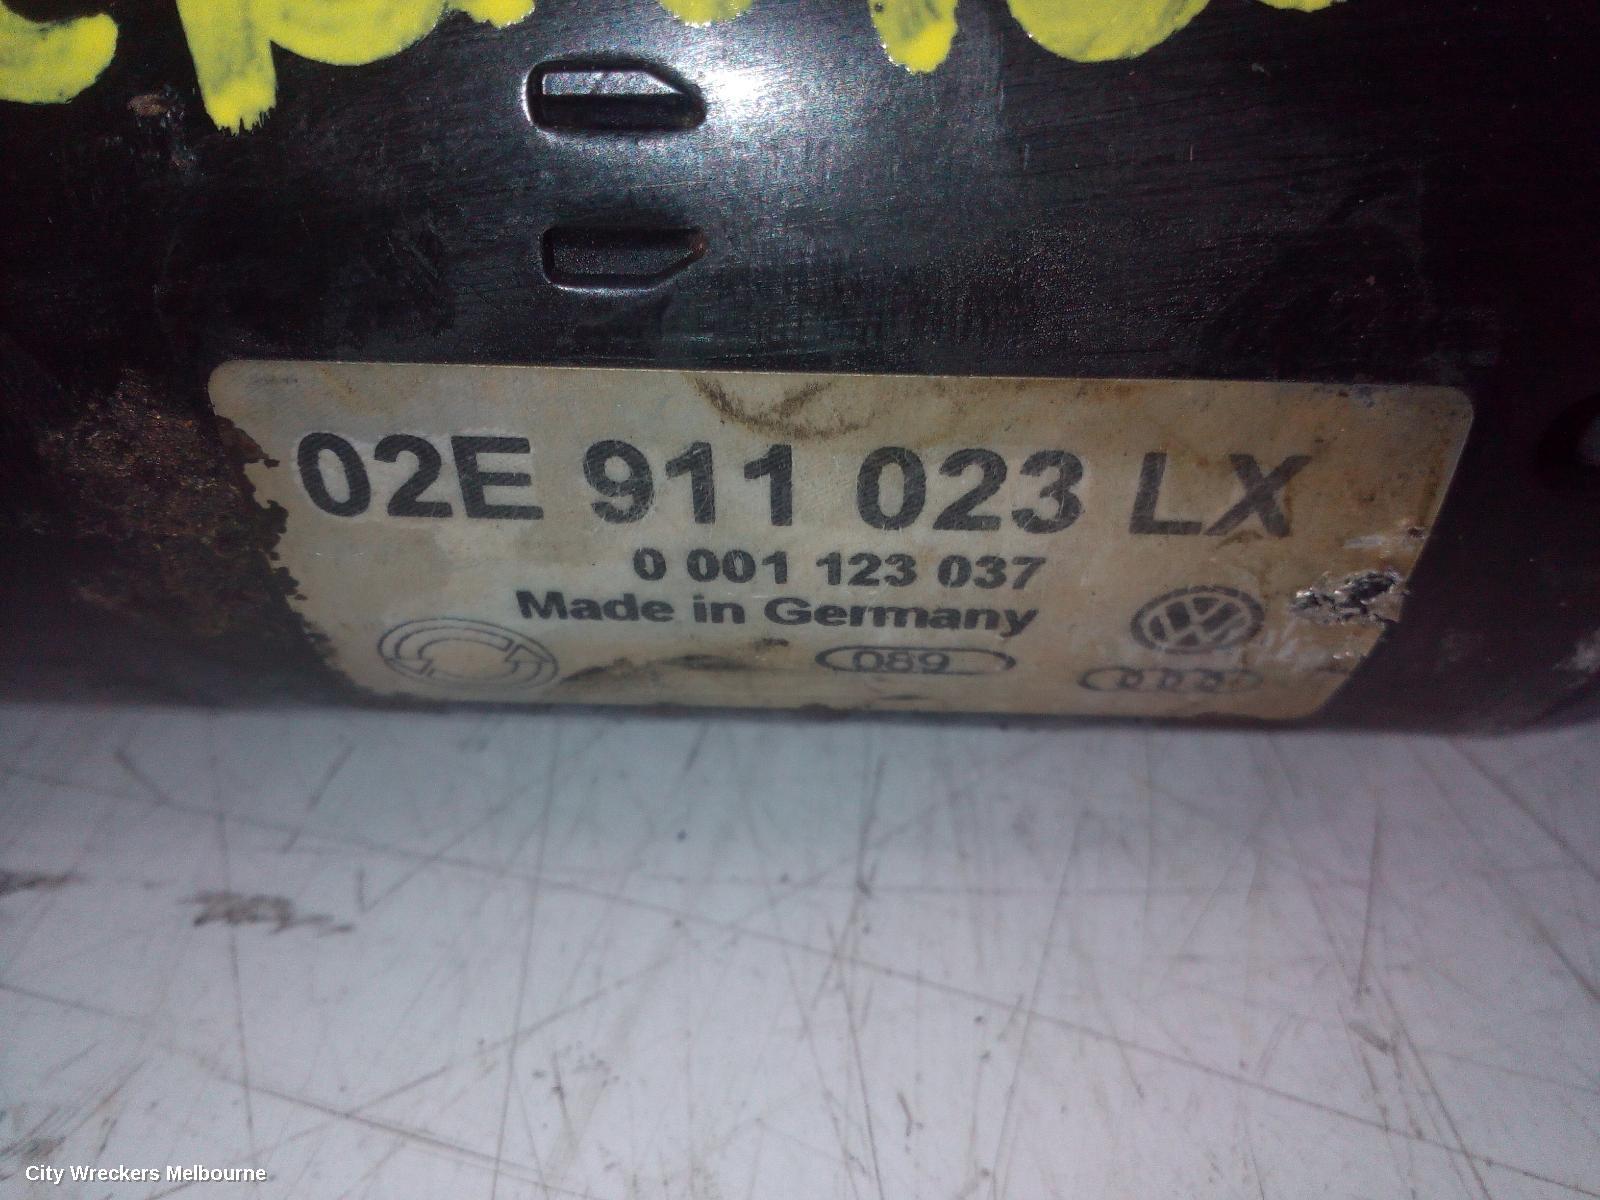 02E 911 023 LX
0 001 123 037
Made in Germany
089
City Wreckers Melbourne